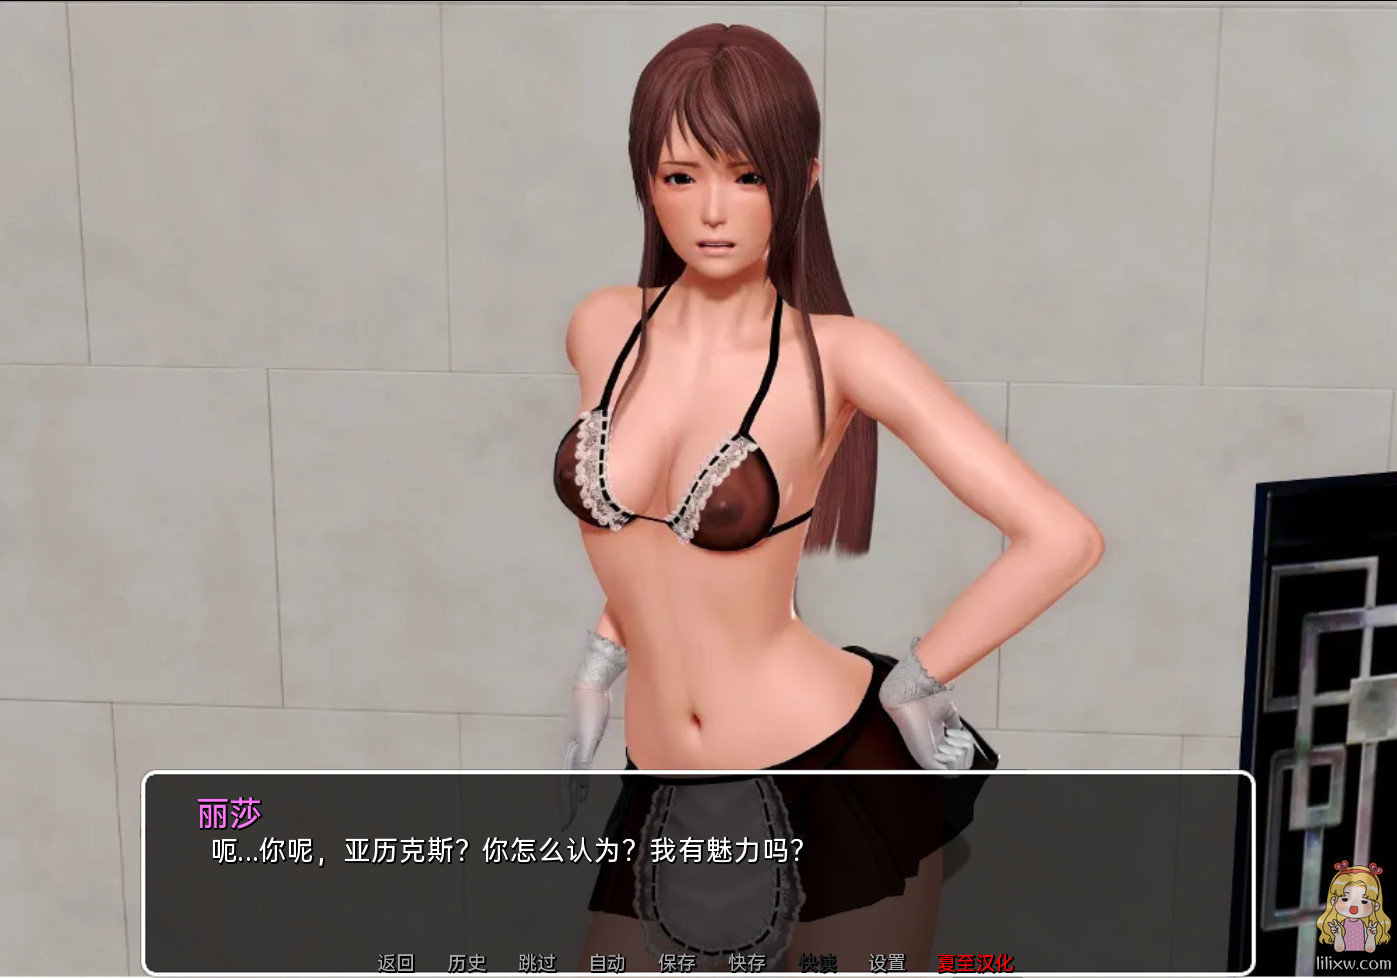 丽莎
呃...你呢，亚历克斯？你怎么认为？我有魅力吗？
返回 历史 跳过 自动 保存 快存 快读 设置 夏至汉化
lilixw.com